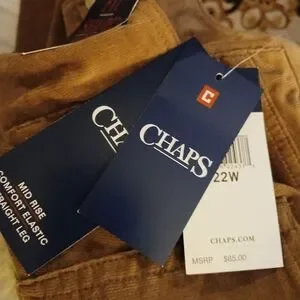 CHAPS
MID RISE
COMFORT ELASTIC
STRAIGHT LEG
C
CHAPS
22W
CHAPS.COM
MSRP $65.00